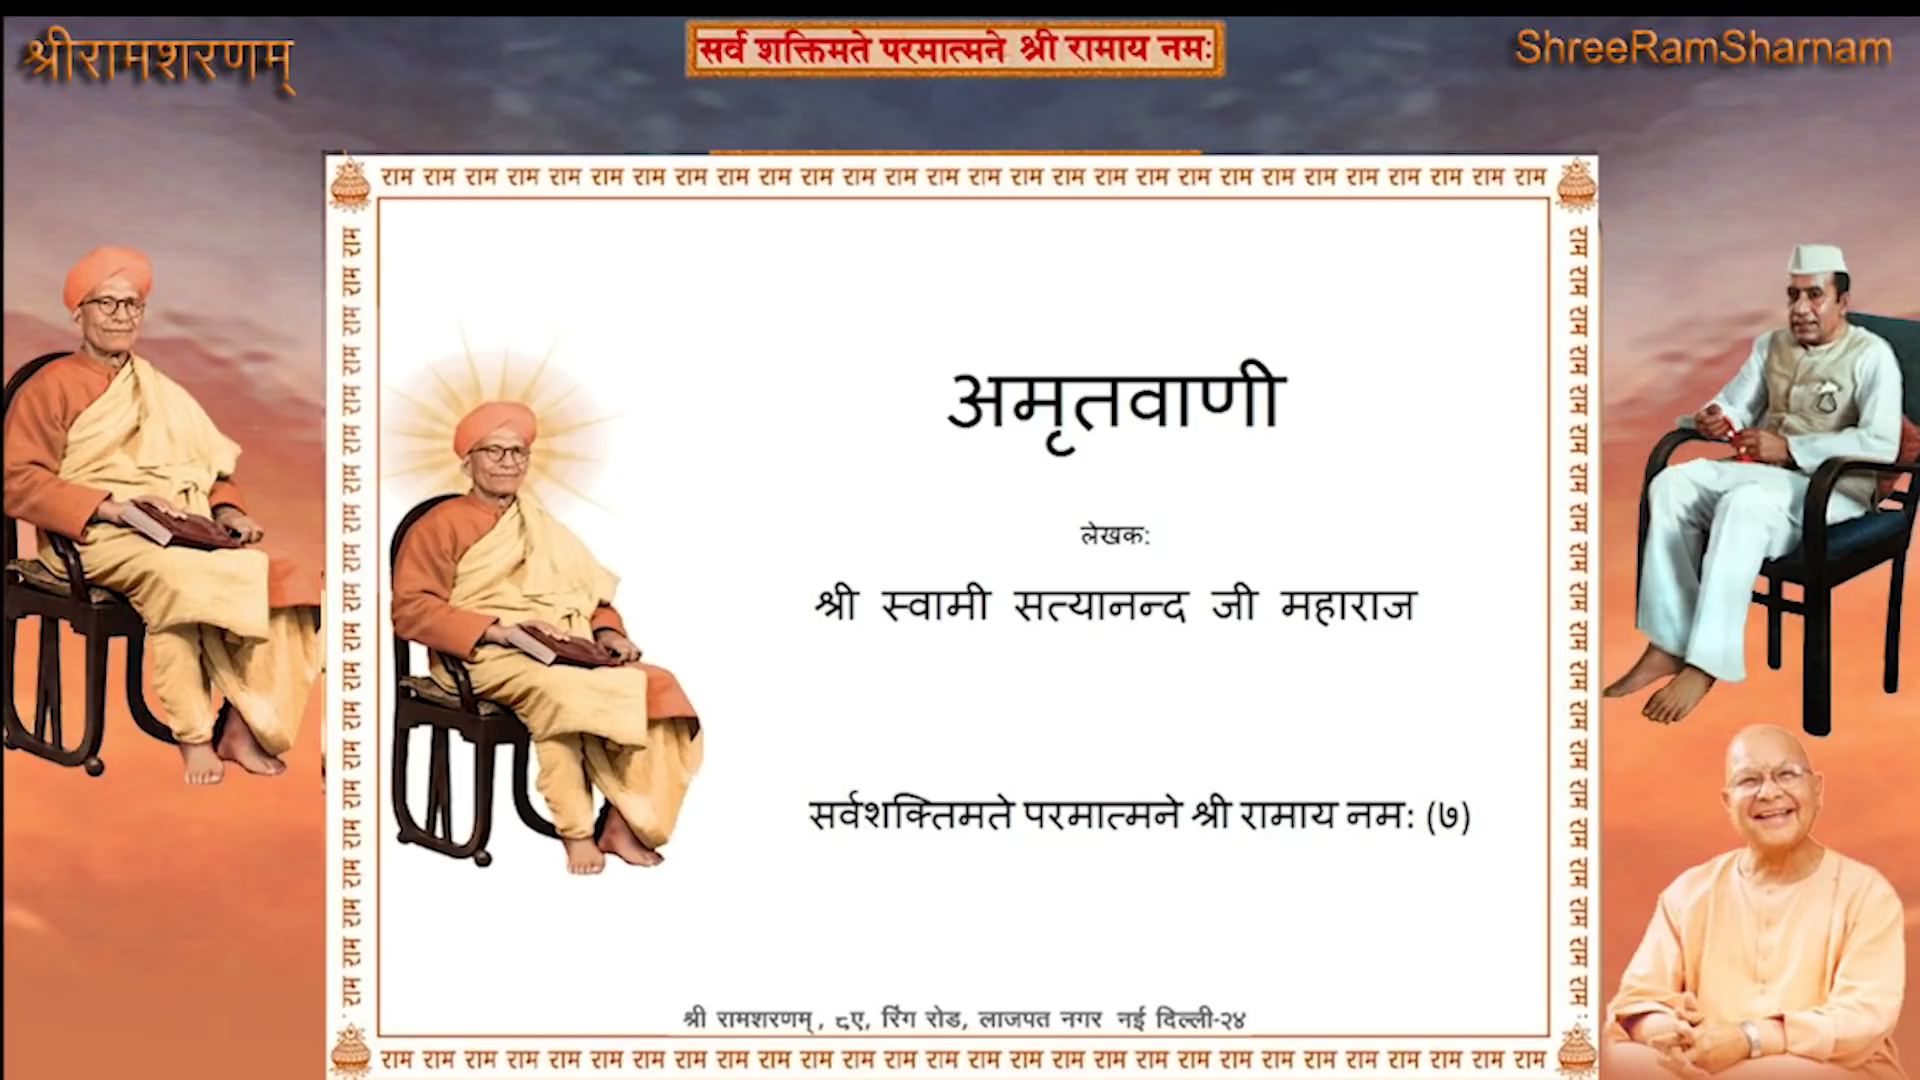 श्रीरामशरणम्
सर्व शक्तिमते परमात्मने श्री रामाय नमः
ShreeRamSharnam
राम राम राम राम राम राम राम राम राम राम राम राम राम राम राम राम राम राम राम राम राम राम राम राम राम राम राम राम
राम राम राम राम राम राम राम राम राम राम राम राम राम राम राम राम राम राम राम राम
अमृतवाणी
लेखक:
श्री स्वामी सत्यानन्द जी महाराज
सर्वशक्तिमते परमात्मने श्री रामाय नमः (७)
श्री रामशरणम् , ८ए, रिंग रोड, लाजपत नगर नई दिल्ली-२४
राम राम राम राम राम राम राम राम राम राम राम राम राम राम राम राम राम राम राम राम
राम राम राम राम राम राम राम राम राम राम राम राम राम राम राम राम राम राम राम राम राम राम राम राम राम राम राम राम